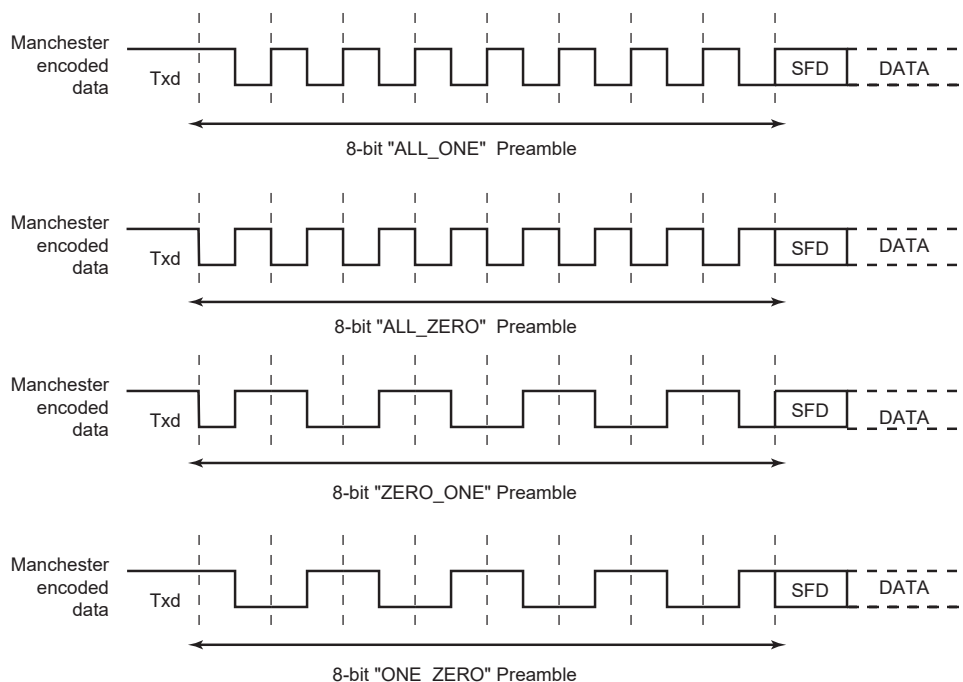 Manchester
encoded
data
Txd
SFD
DATA
8-bit "ALL_ONE" Preamble
Manchester
encoded
data
Txd
SFD
DATA
8-bit "ALL_ZERO" Preamble
Manchester
encoded
data
Txd
SFD
DATA
8-bit "ZERO_ONE" Preamble
Manchester
encoded
data
Txd
SFD
DATA
8-bit "ONE_ZERO" Preamble